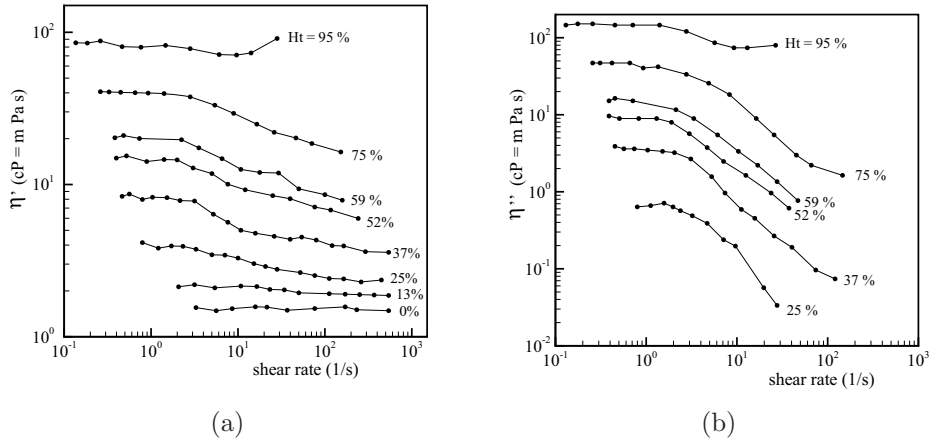 η' (cP = m Pa s)
10²
10¹
10⁰
Ht = 95 %
75 %
59 %
52%
37%
25%
13%
0%
10⁻¹ 10⁰ 10¹ 10² 10³
shear rate (1/s)
(a)
η'' (cP = m Pa s)
10²
10¹
10⁰
10⁻¹
10⁻²
Ht = 95 %
75 %
59 %
52 %
37 %
25 %
10⁻¹ 10⁰ 10¹ 10² 10³
shear rate (1/s)
(b)